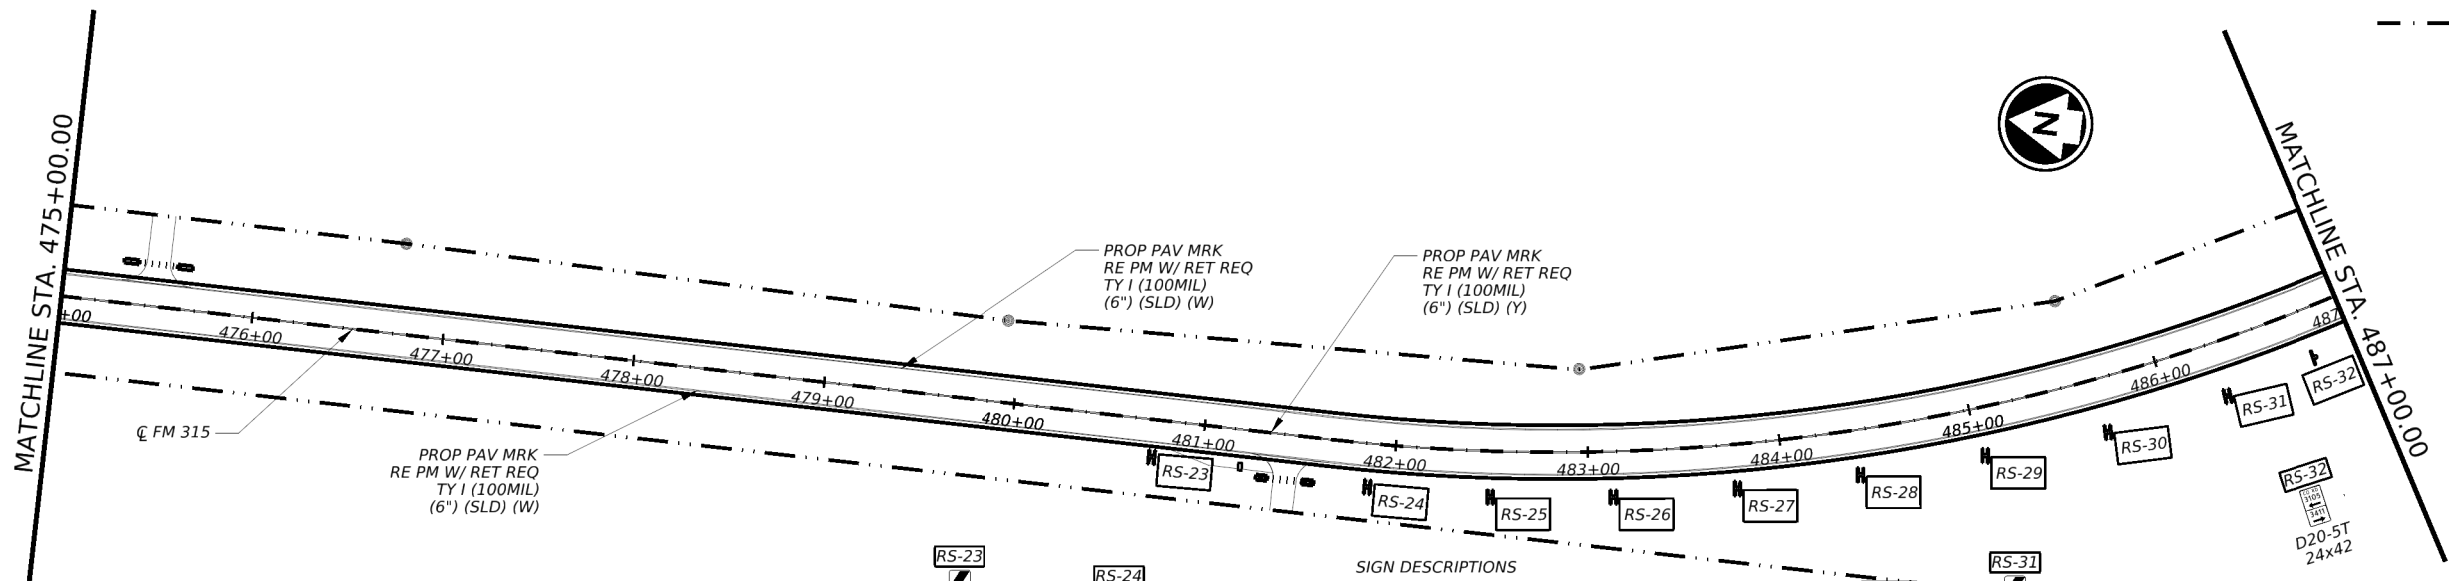 MATCHLINE STA. 475+00.00
N
MATCHLINE STA. 487+00.00
PROP PAV MRK
RE PM W/ RET REQ
TY I (100MIL)
(6") (SLD) (W)
PROP PAV MRK
RE PM W/ RET REQ
TY I (100MIL)
(6") (SLD) (Y)
+00
476+00
477+00
478+00
479+00
480+00
481+00
482+00
483+00
484+00
485+00
486+00
487
℄ FM 315
PROP PAV MRK
RE PM W/ RET REQ
TY I (100MIL)
(6") (SLD) (W)
RS-23
RS-24
RS-25
RS-26
RS-27
RS-28
RS-29
RS-30
RS-31
RS-32
RS-32
CO RD
3105
3411
D20-5T
24x42
RS-23
RS-24
SIGN DESCRIPTIONS
RS-31